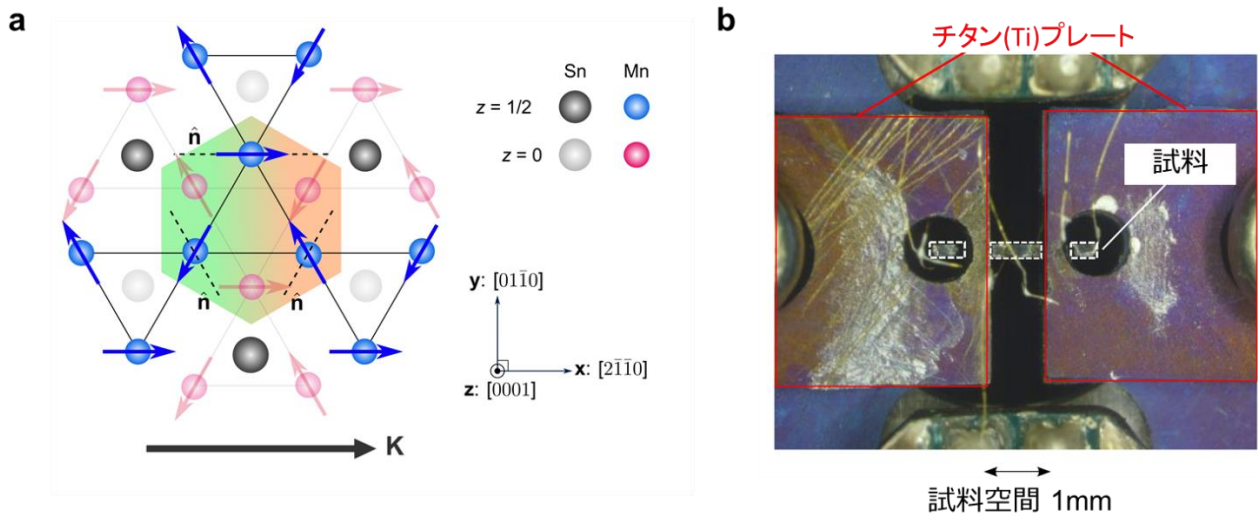 a
Sn Mn
z = 1/2
z = 0
n̂
n̂
n̂
y: [011̄0]
x: [21̄1̄0]
z: [0001]
K
b
チタン(Ti)プレート
試料
試料空間 1mm